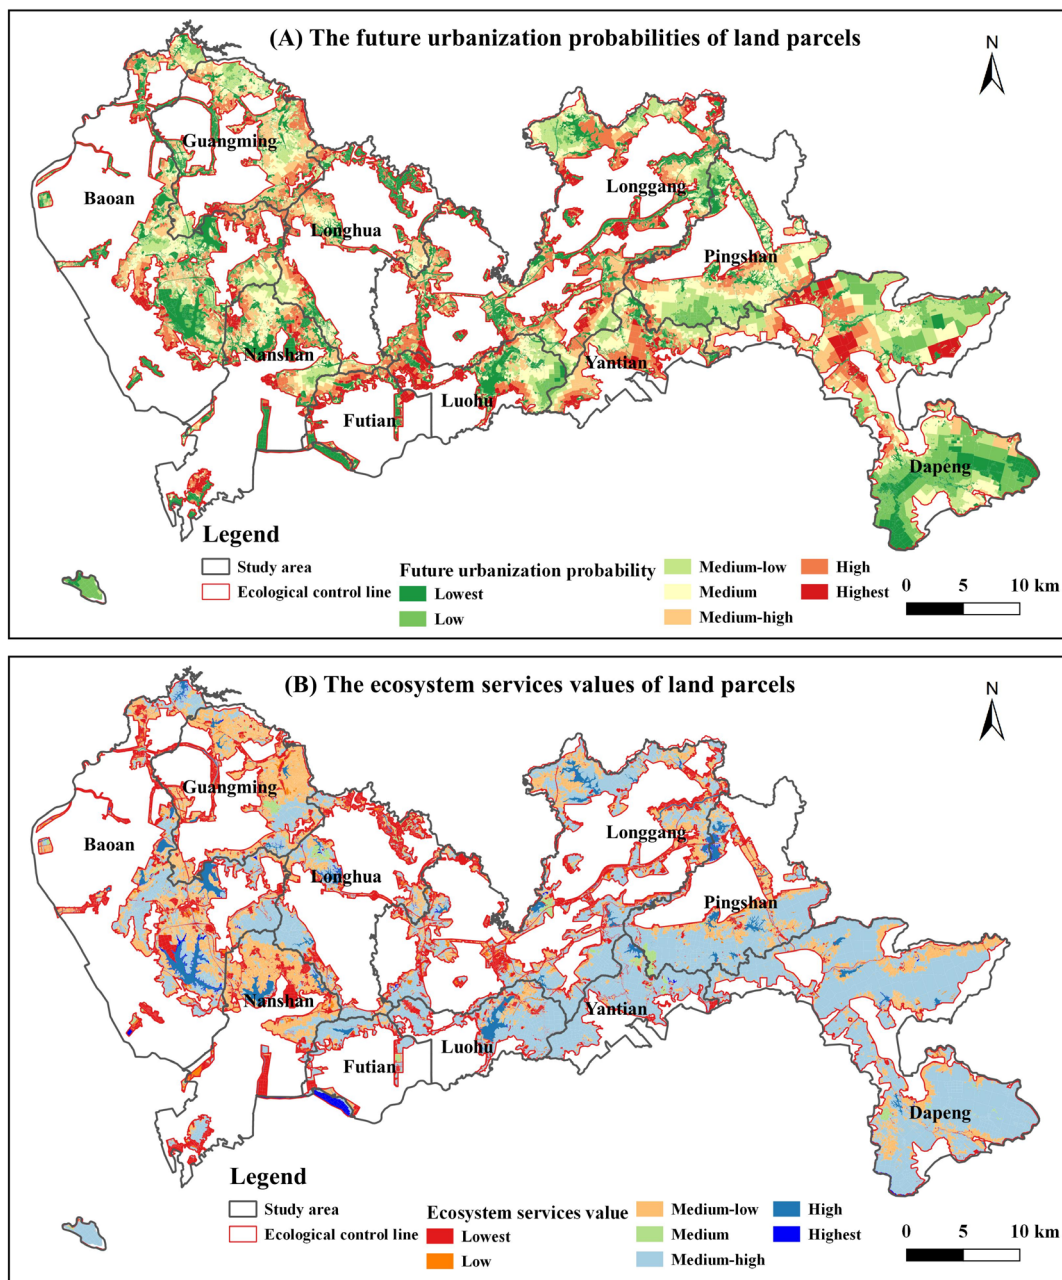 (A) The future urbanization probabilities of land parcels
N
Guangming
Baoan
Longgang
Longhua
Pingshan
Nanshan
Yantian
Luohu
Futian
Dapeng
Legend
Study area
Ecological control line
Future urbanization probability
Lowest
Low
Medium-low
Medium
Medium-high
High
Highest
0 5 10 km
(B) The ecosystem services values of land parcels
N
Guangming
Baoan
Longgang
Longhua
Pingshan
Nanshan
Yantian
Luohu
Futian
Dapeng
Legend
Study area
Ecological control line
Ecosystem services value
Lowest
Low
Medium-low
Medium
Medium-high
High
Highest
0 5 10 km